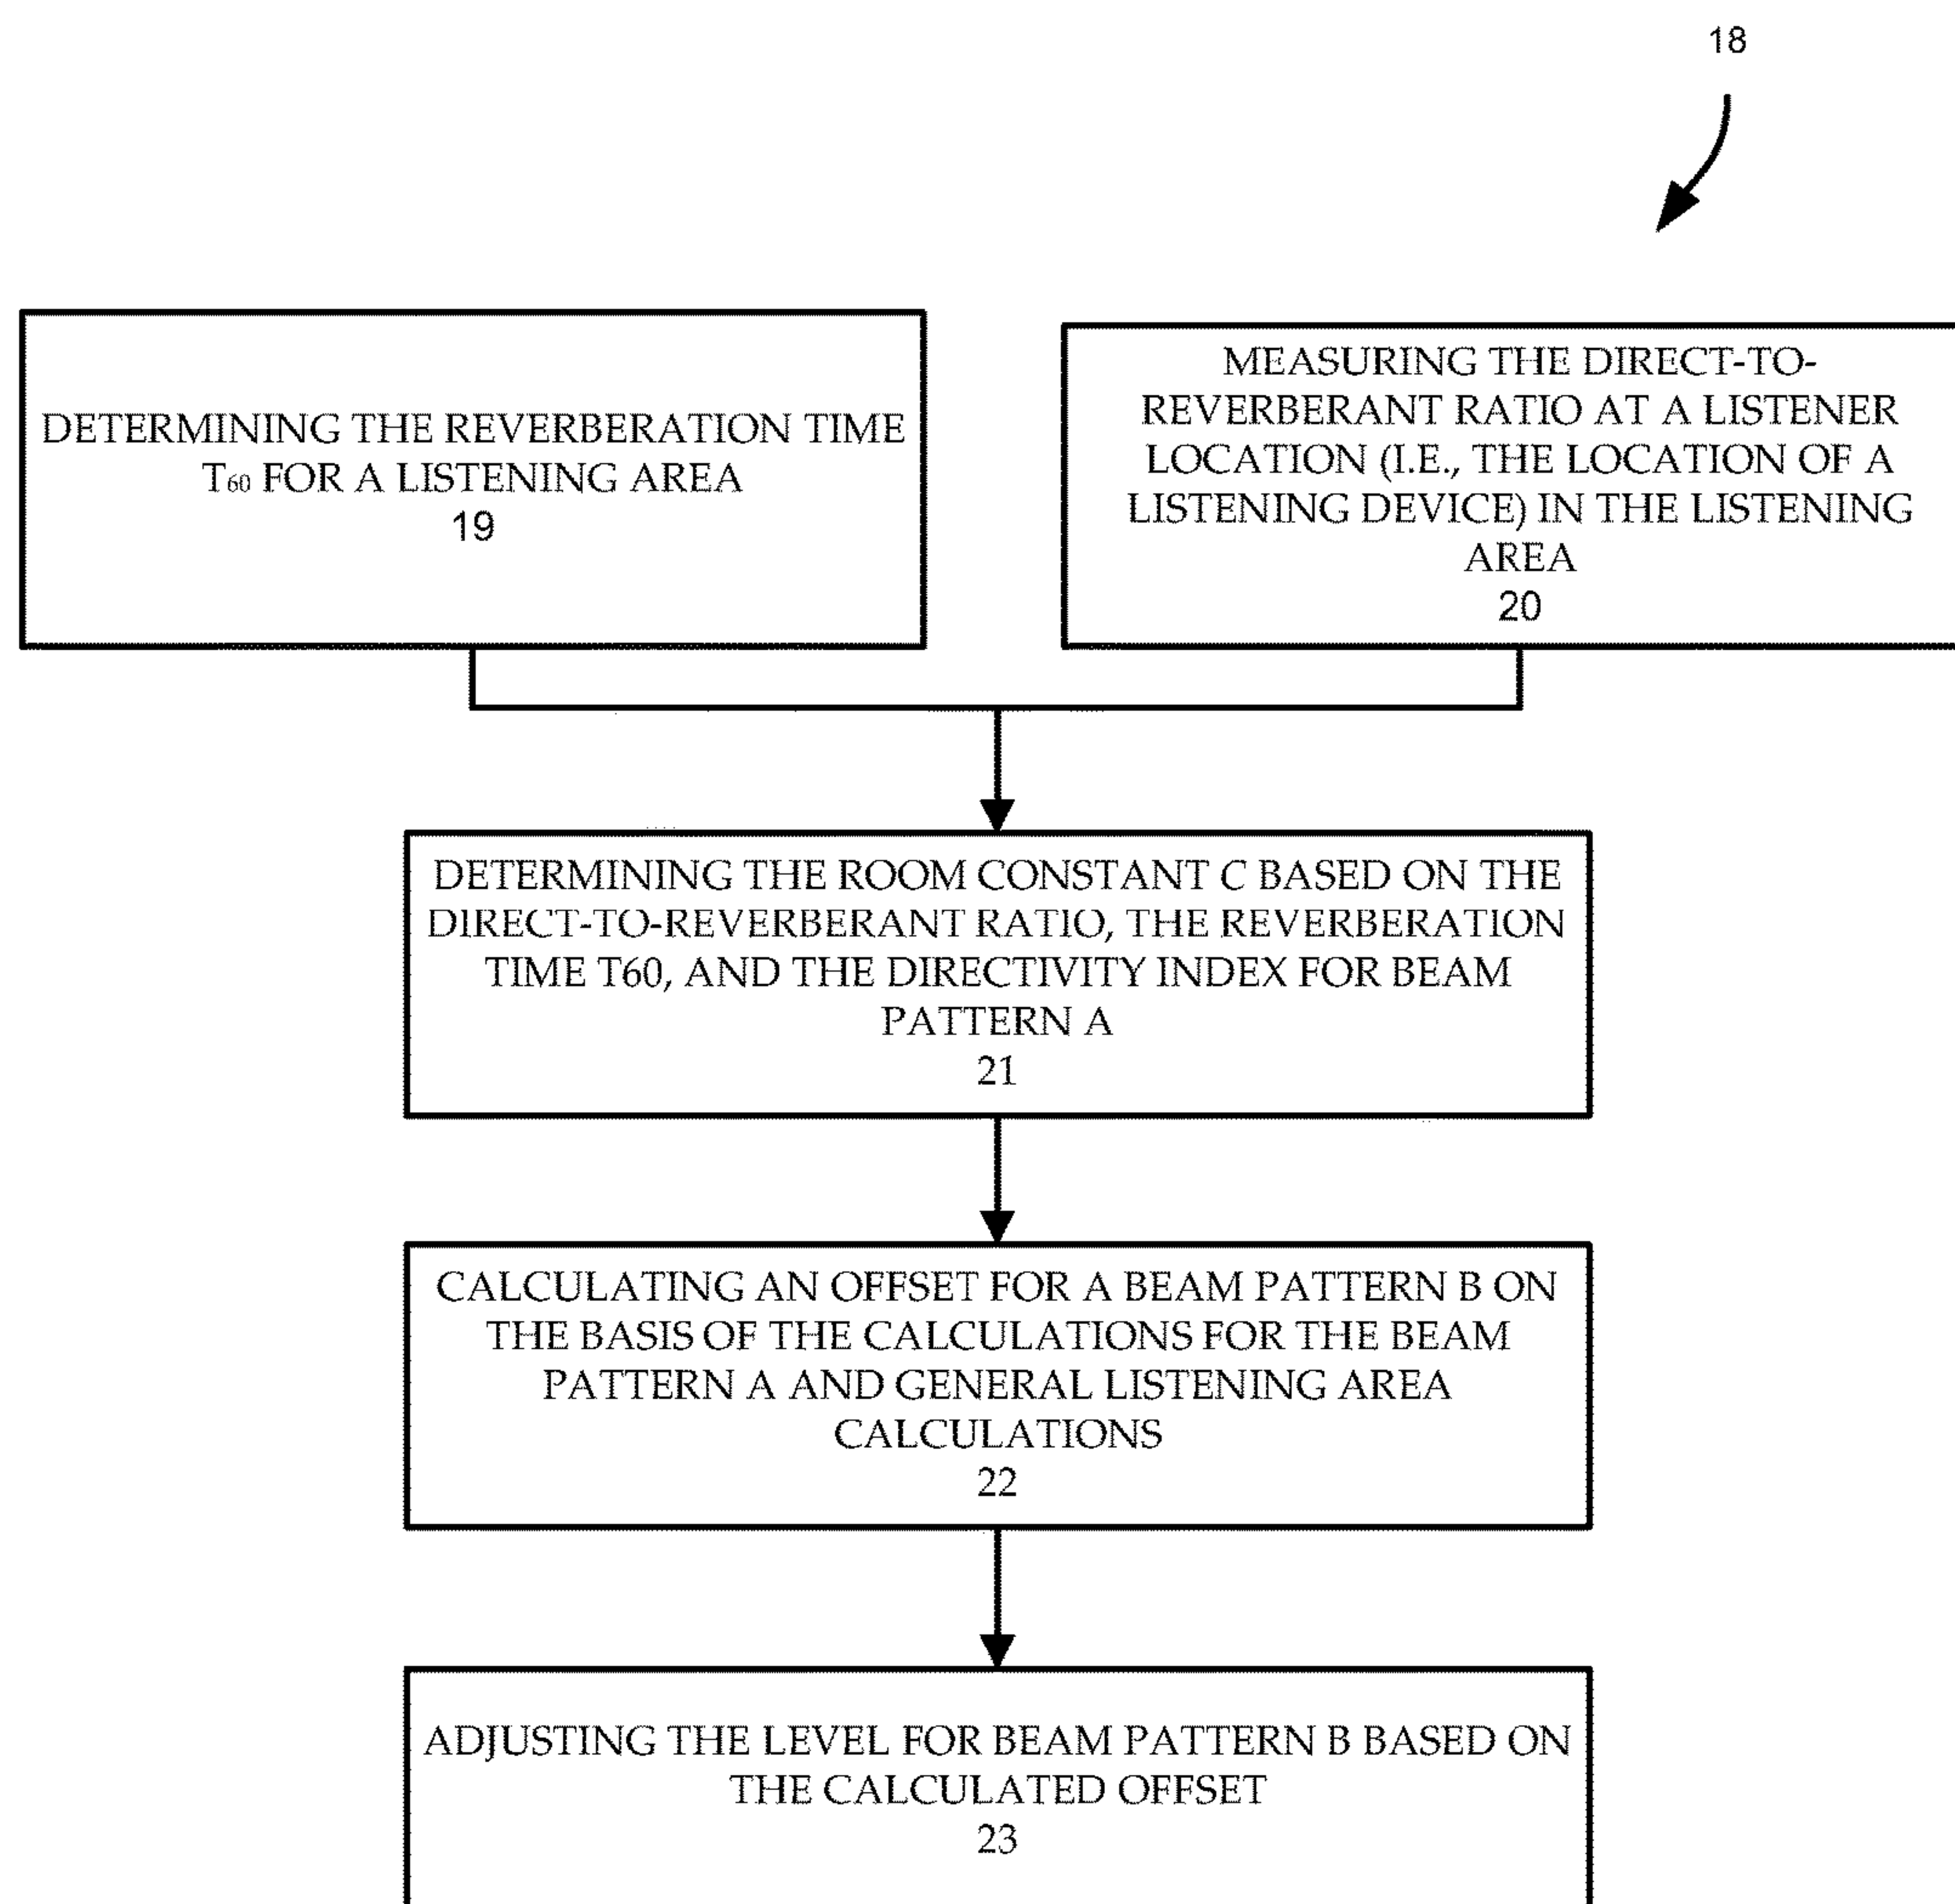 18
DETERMINING THE REVERBERATION TIME
T60 FOR A LISTENING AREA
19
MEASURING THE DIRECT-TO-
REVERBERANT RATIO AT A LISTENER
LOCATION (I.E., THE LOCATION OF A
LISTENING DEVICE) IN THE LISTENING
AREA
20
DETERMINING THE ROOM CONSTANT C BASED ON THE
DIRECT-TO-REVERBERANT RATIO, THE REVERBERATION
TIME T60, AND THE DIRECTIVITY INDEX FOR BEAM
PATTERN A
21
CALCULATING AN OFFSET FOR A BEAM PATTERN B ON
THE BASIS OF THE CALCULATIONS FOR THE BEAM
PATTERN A AND GENERAL LISTENING AREA
CALCULATIONS
22
ADJUSTING THE LEVEL FOR BEAM PATTERN B BASED ON
THE CALCULATED OFFSET
23